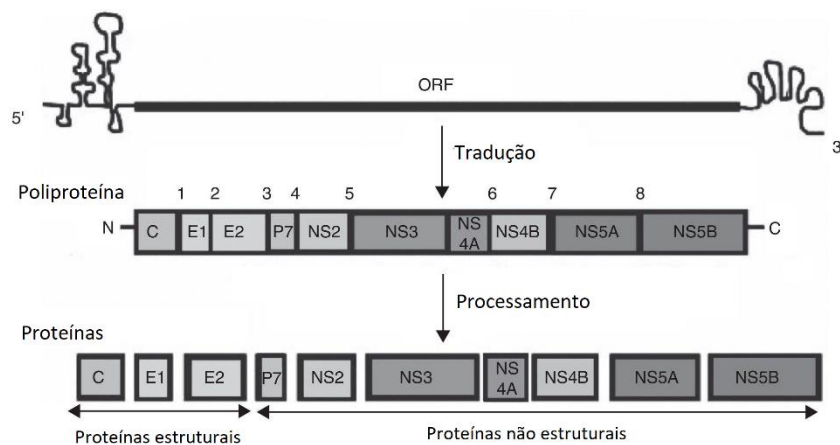 ORF
5'
3'
Tradução
Poliproteína
1 2 3 4 5 6 7 8
N C E1 E2 P7 NS2 NS3 NS 4A NS4B NS5A NS5B C
Processamento
Proteínas
C E1 E2 P7 NS2 NS3 NS 4A NS4B NS5A NS5B
Proteínas estruturais Proteínas não estruturais